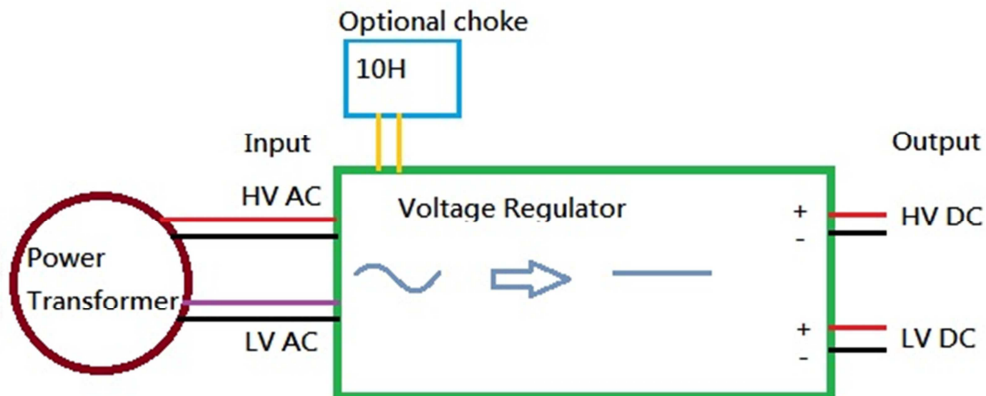 Optional choke
10H
Input
Output
HV AC
Voltage Regulator
+
HV DC
-
Power
Transformer
LV AC
+
LV DC
-